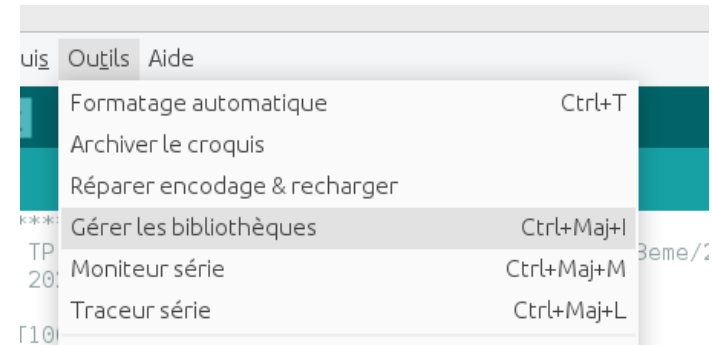 uis Outils Aide
Formatage automatique Ctrl+T
Archiver le croquis
Réparer encodage & recharger
****
Gérer les bibliothèques Ctrl+Maj+I
TP 3eme/2
Moniteur série Ctrl+Maj+M
20
Traceur série Ctrl+Maj+L
T10